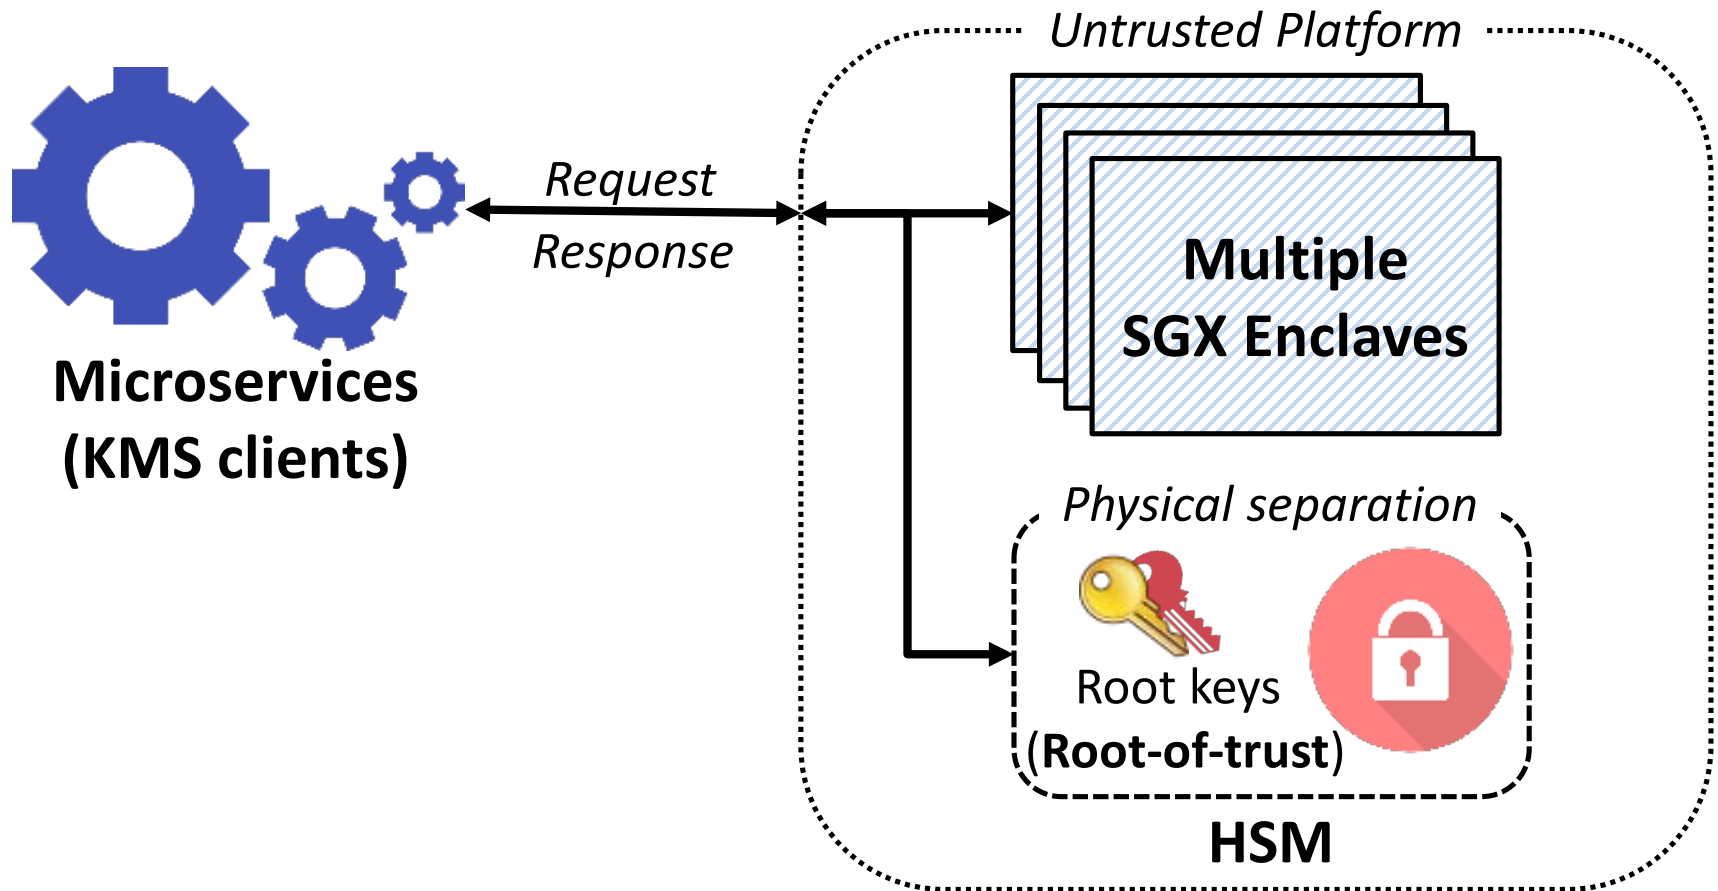 Untrusted Platform
Request
Response
Multiple
SGX Enclaves
Microservices
(KMS clients)
Physical separation
Root keys
(Root-of-trust)
HSM